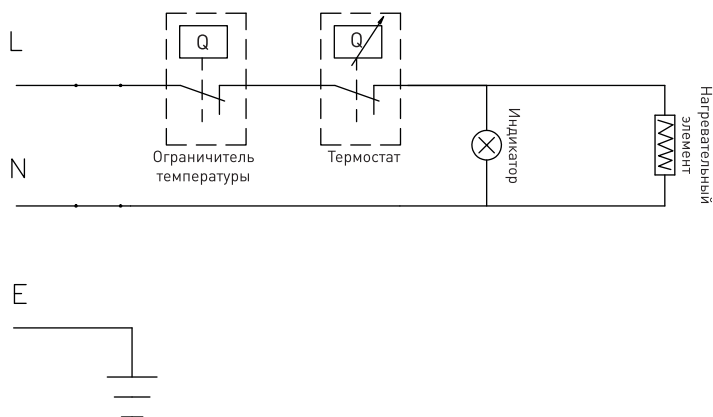 L
Q
Q
Ограничитель
температуры
Термостат
Индикатор
Нагревательный
элемент
N
E